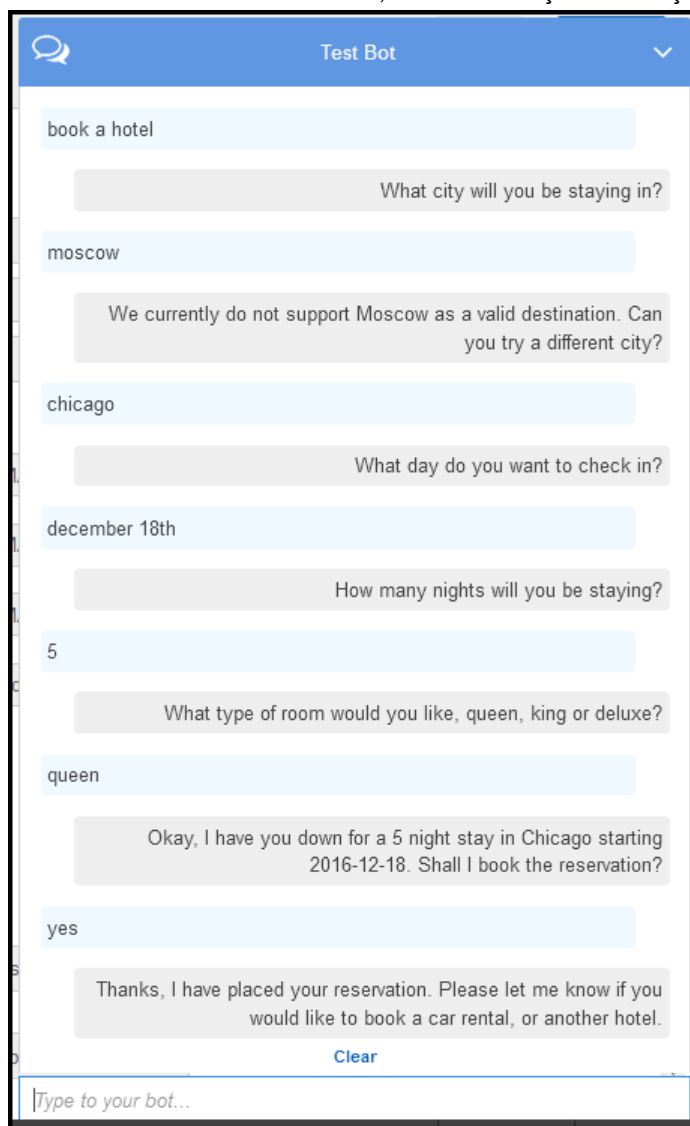 Test Bot
book a hotel
What city will you be staying in?
moscow
We currently do not support Moscow as a valid destination. Can
you try a different city?
chicago
What day do you want to check in?
december 18th
How many nights will you be staying?
5
What type of room would you like, queen, king or deluxe?
queen
Okay, I have you down for a 5 night stay in Chicago starting
2016-12-18. Shall I book the reservation?
yes
Thanks, I have placed your reservation. Please let me know if you
would like to book a car rental, or another hotel.
Clear
Type to your bot...